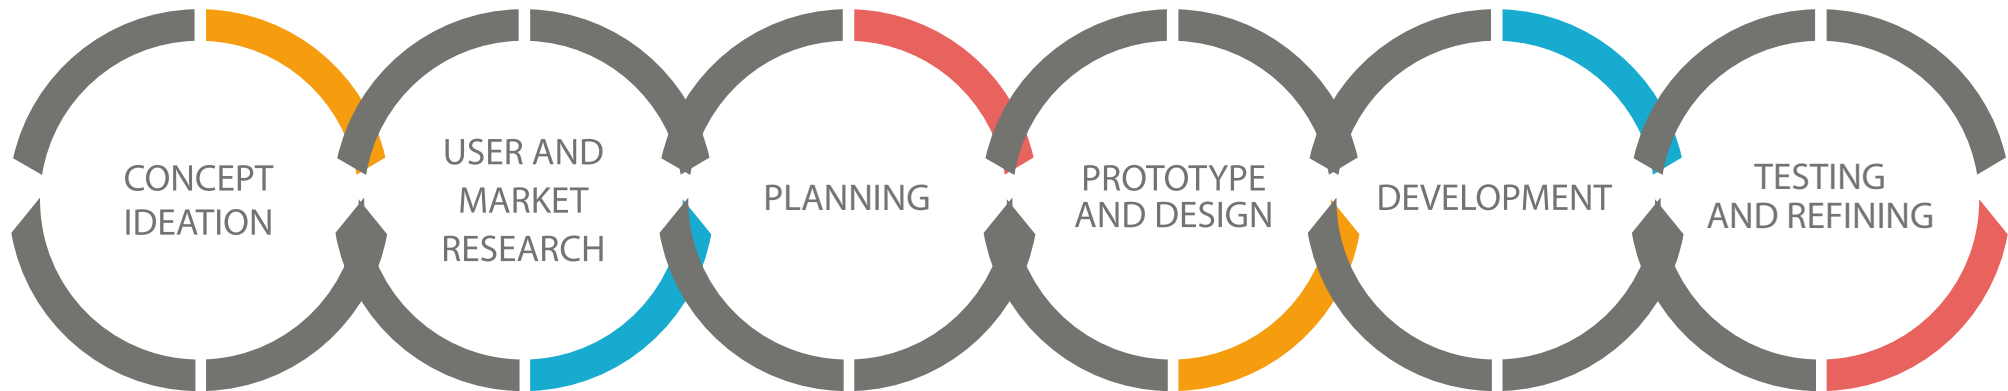 CONCEPT
IDEATION
USER AND
MARKET
RESEARCH
PLANNING
PROTOTYPE
AND DESIGN
DEVELOPMENT
TESTING
AND REFINING